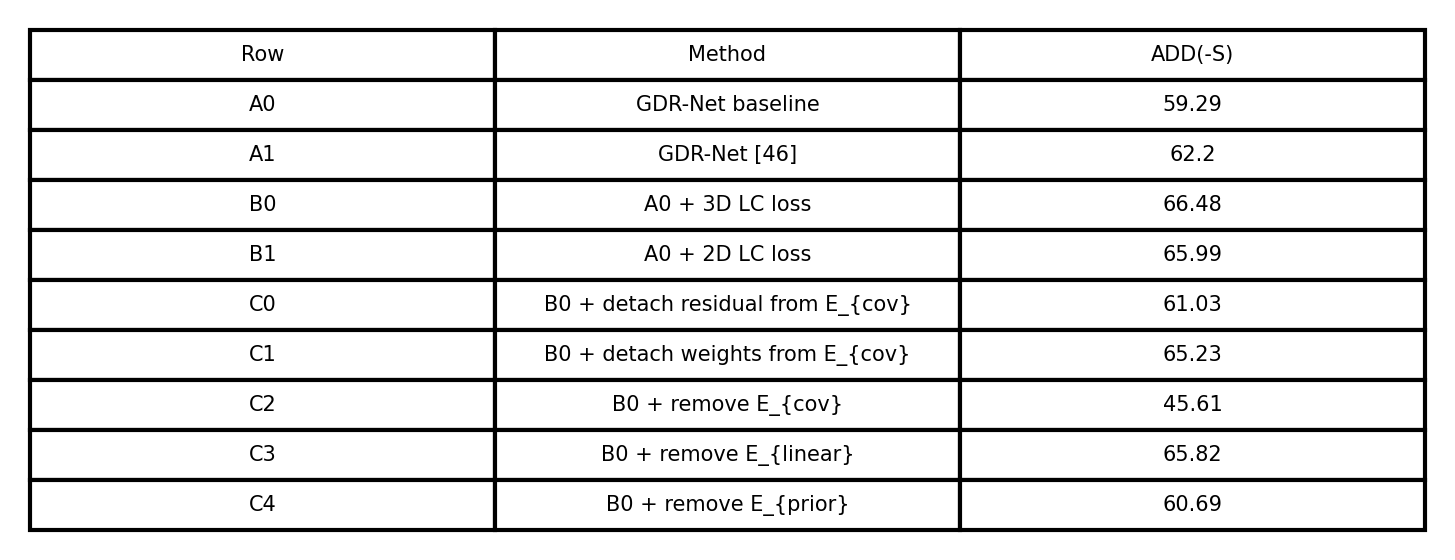 Row Method ADD(-S)
A0 GDR-Net baseline 59.29
A1 GDR-Net [46] 62.2
B0 A0 + 3D LC loss 66.48
B1 A0 + 2D LC loss 65.99
C0 B0 + detach residual from E_{cov} 61.03
C1 B0 + detach weights from E_{cov} 65.23
C2 B0 + remove E_{cov} 45.61
C3 B0 + remove E_{linear} 65.82
C4 B0 + remove E_{prior} 60.69